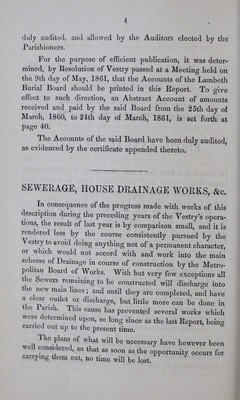 4
duly audited, and allowed by the Auditors elected by the
Parishioners.
For the purpose of efficient publication, it was deter-
mined, by Resolution of Vestry passed at a Meeting held on
the 9th day of May, 1861, that the Accounts of the Lambeth
Burial Board should be printed in this Report. To give
effect to such direction, an Abstract Account of amounts
received and paid by the said Board from the 25th day of
March, 1860, to 24th day of March, 1861, is set forth at
page 40.
The Accounts of the said Board have been duly audited,
as evidenced by the certificate appended thereto.
SEWERAGE, HOUSE DRAINAGE WORKS, &c.
In consequence of the progress made with works of this
description during the preceding years of the Vestry's opera-
tions, the result of last year is by comparison small, and it is
rendered less by the course consistently pursued by the
Vestry to avoid doing anything not of a permanent character,
or which would not accord with and work into the main
scheme of Drainage in course of construction by the Metro-
politan Board of Works. With but very few exceptions all
the Sewers remaining to be constructed will discharge into
the new main lines; and until they are completed, and have
a clear outlet or discharge, but little more can be done in
the Parish. This cause has prevented several works which
were determined upon, so long since as the last Report, being
carried out up to the present time.
The plans of what will be necessary have however been
well considered, so that as soon as the opportunity occurs for
carrying them out, no time will be lost.